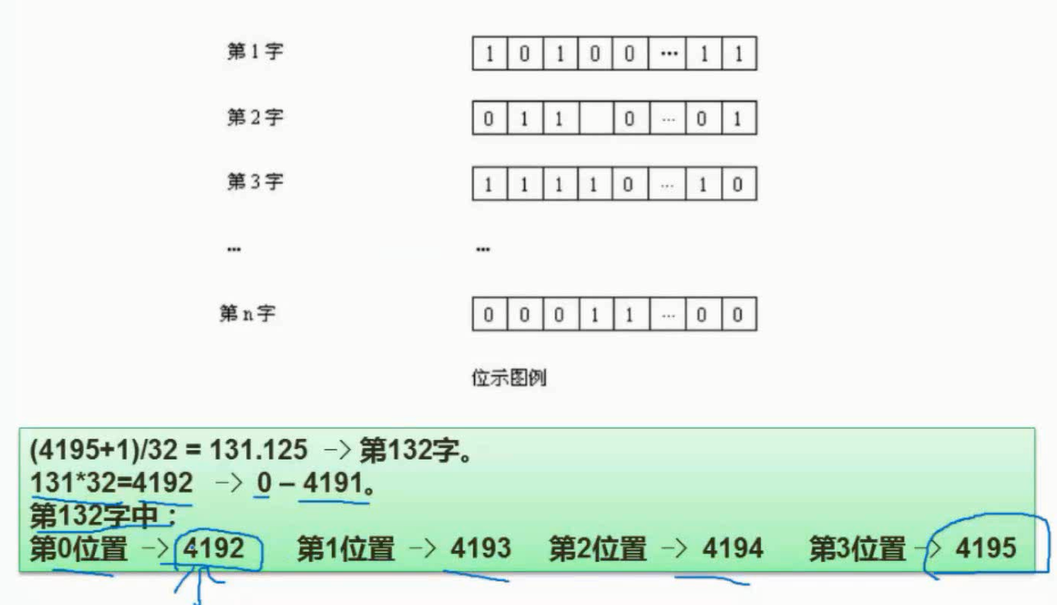 第1字 1 0 1 0 0 … 1 1
第2字 0 1 1 0 … 0 1
第3字 1 1 1 1 0 … 1 0
… …
第n字 0 0 0 1 1 … 0 0
位示图例
(4195+1)/32 = 131.125 –> 第132字。
131*32=4192 –> 0 – 4191。
第132字中：
第0位置 –> 4192 第1位置 –> 4193 第2位置 –> 4194 第3位置 –> 4195